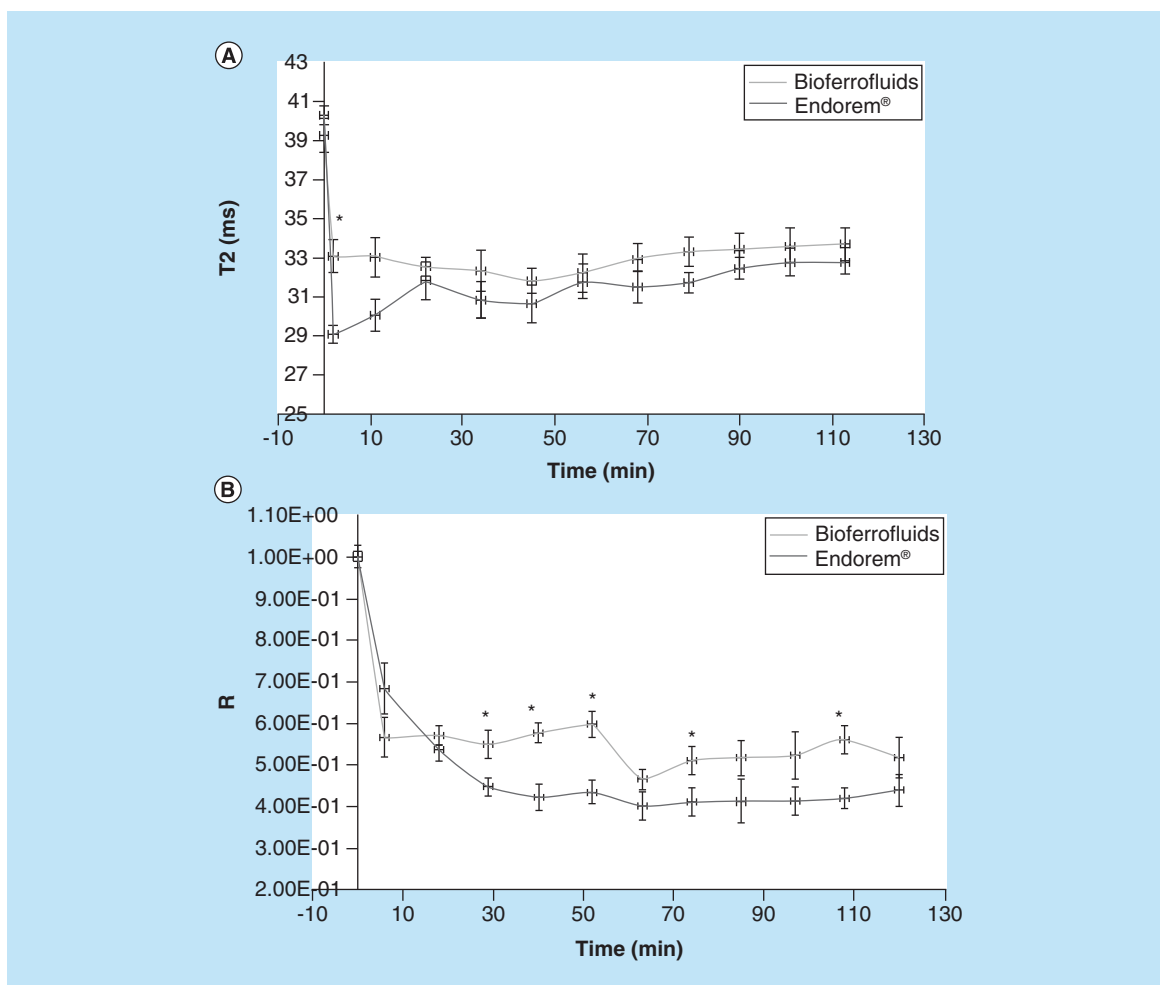 A
43
41
39
37
35
33
31
29
27
25
T2 (ms)
*
Bioferrofluids
Endorem®
-10 10 30 50 70 90 110 130
Time (min)
B
1.10E+00
1.00E+00
9.00E-01
8.00E-01
7.00E-01
6.00E-01
5.00E-01
4.00E-01
3.00E-01
2.00E-01
R
* * * * *
Bioferrofluids
Endorem®
-10 10 30 50 70 90 110 130
Time (min)